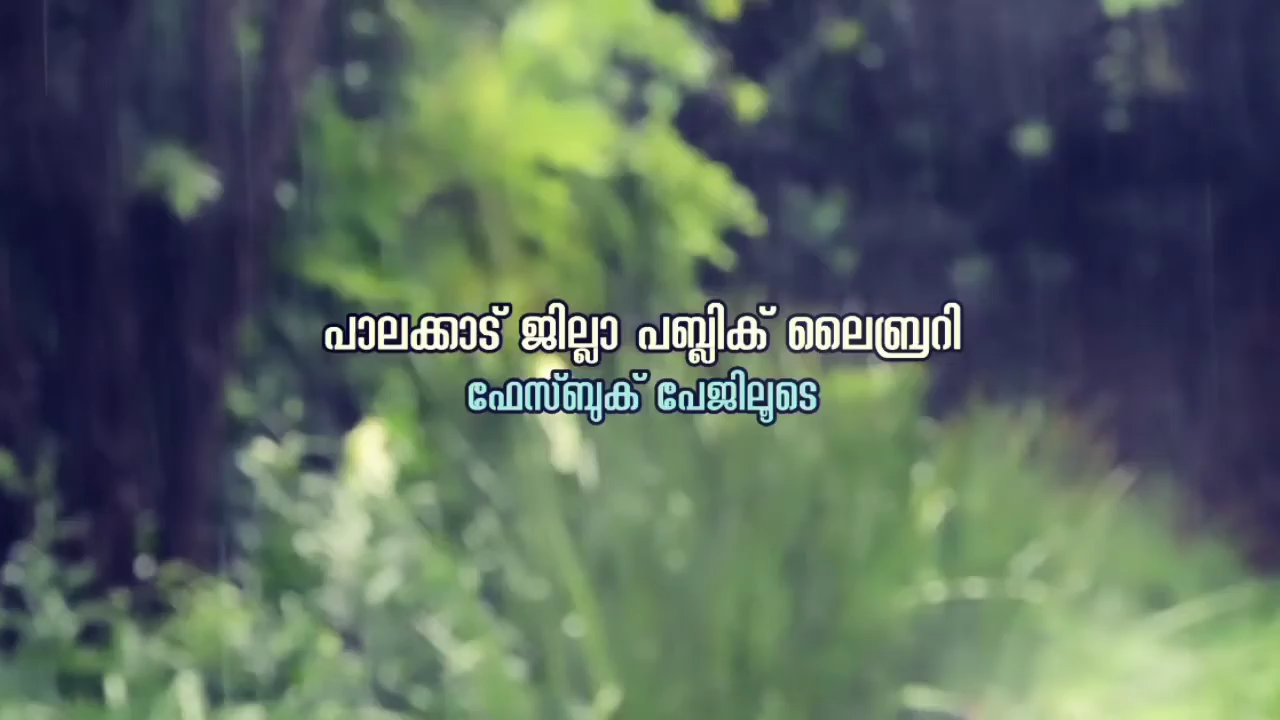 പാലക്കാട് ജില്ലാ പബ്ലിക് ലൈബ്രറി
ഫേസ്ബുക് പേജിലൂടെ